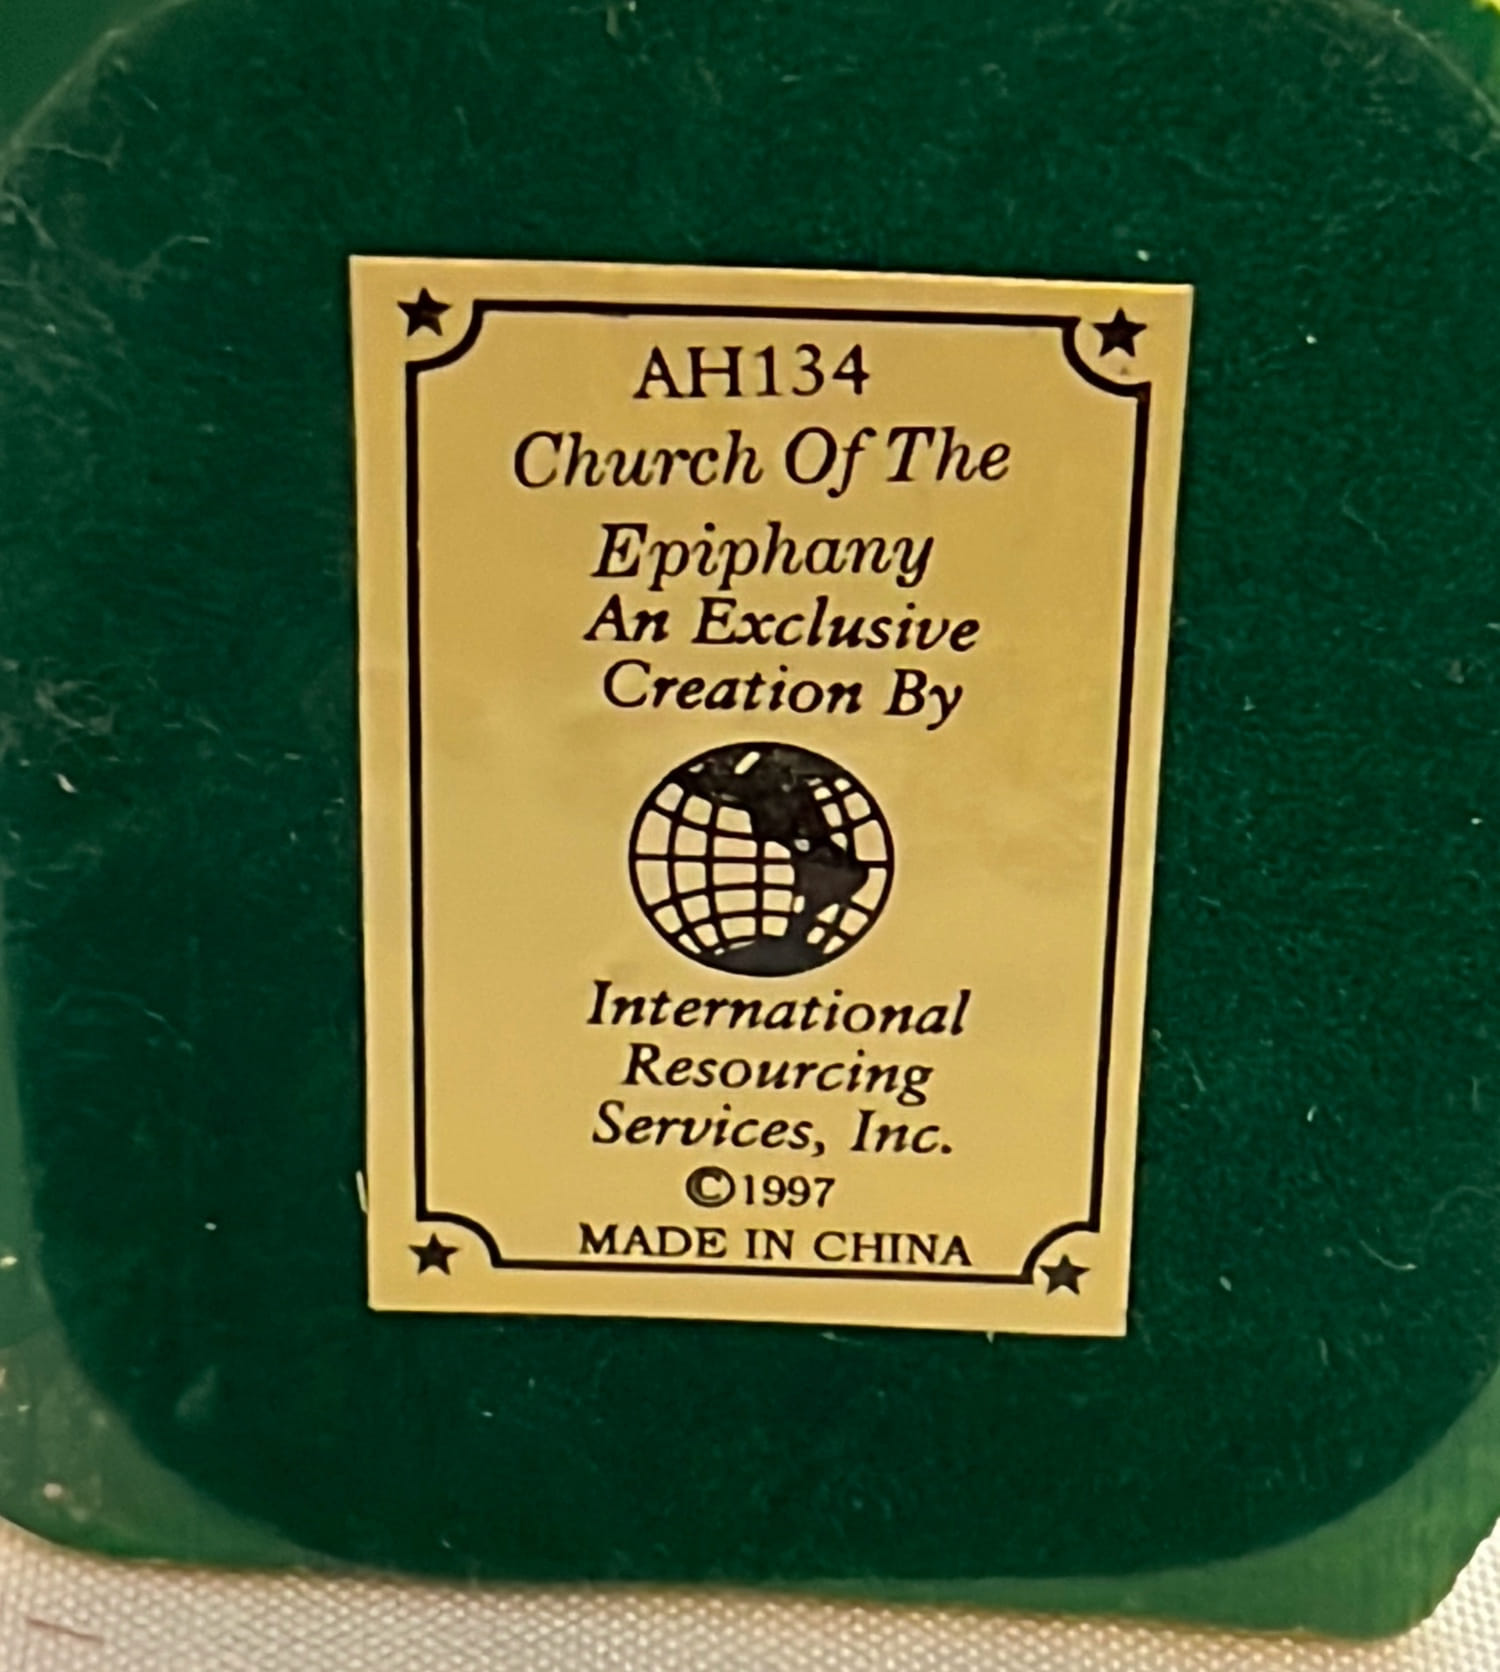 AH134
Church Of The
Epiphany
An Exclusive
Creation By
International
Resourcing
Services, Inc.
©1997
MADE IN CHINA